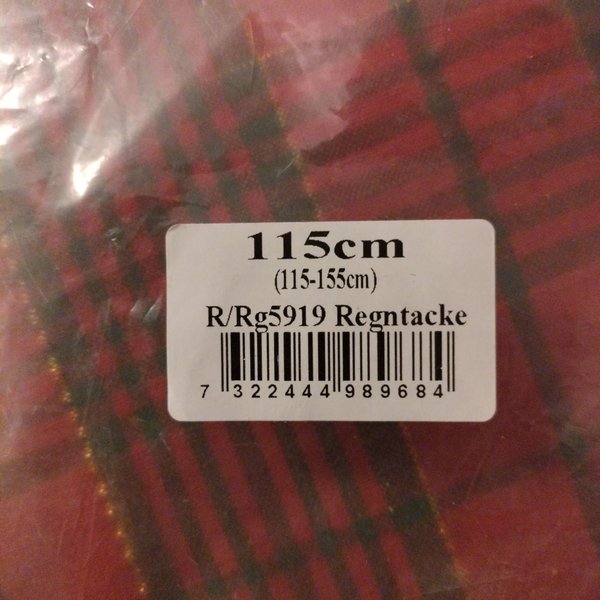 115cm
(115-155cm)
R/Rg5919 Regntacke
7 322444 989684